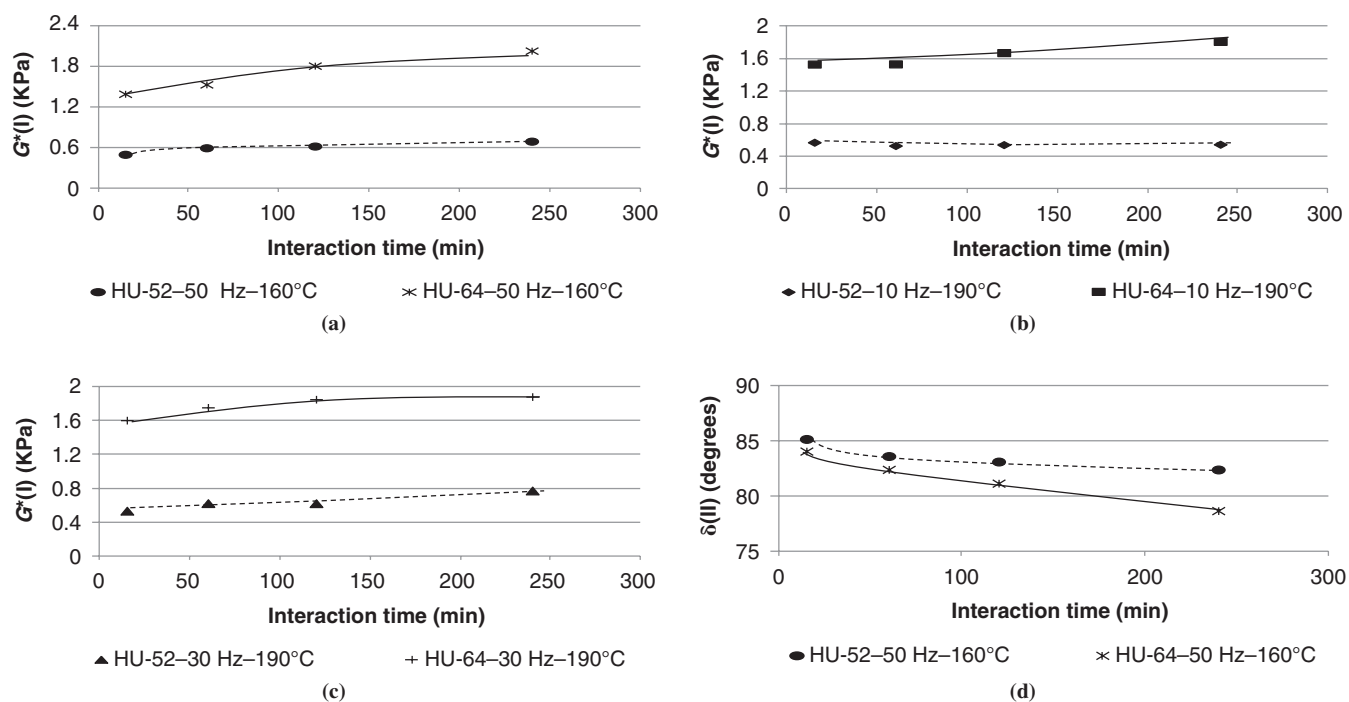 G*(I) (KPa)
2.4
1.8
1.2
0.6
0
0 50 100 150 200 250 300
Interaction time (min)
HU-52–50 Hz–160°C HU-64–50 Hz–160°C
(a)
G*(I) (KPa)
2
1.6
1.2
0.8
0.4
0
0 50 100 150 200 250 300
Interaction time (min)
HU-52–10 Hz–190°C HU-64–10 Hz–190°C
(b)
G*(I) (KPa)
2
1.6
1.2
0.8
0.4
0
0 50 100 150 200 250 300
Interaction time (min)
HU-52–30 Hz–190°C HU-64–30 Hz–190°C
(c)
δ(II) (degrees)
90
85
80
75
0 100 200 300
Interaction time (min)
HU-52–50 Hz–160°C HU-64–50 Hz–160°C
(d)